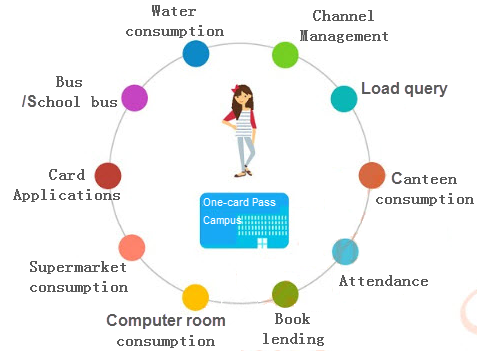 Water
consumption
Channel
Management
Load query
Canteen
consumption
Attendance
Book
lending
Computer room
consumption
Supermarket
consumption
Card
Applications
Bus
/School bus
One-card Pass
Campus